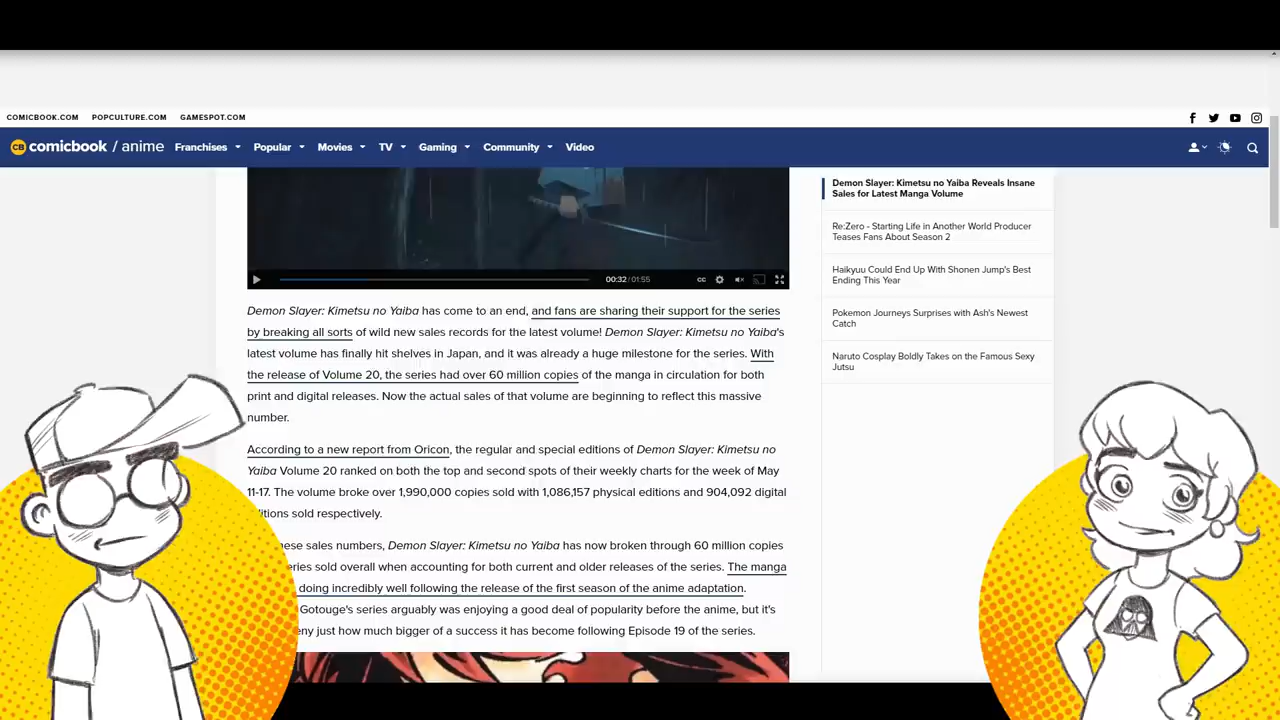 COMICBOOK.COM POPCULTURE.COM GAMESPOT.COM
CB comicbook / anime Franchises Popular Movies TV Gaming Community Video
00:32 / 01:55 CC
Demon Slayer: Kimetsu no Yaiba has come to an end, and fans are sharing their support for the series
by breaking all sorts of wild new sales records for the latest volume! Demon Slayer: Kimetsu no Yaiba's
latest volume has finally hit shelves in Japan, and it was already a huge milestone for the series. With
the release of Volume 20, the series had over 60 million copies of the manga in circulation for both
print and digital releases. Now the actual sales of that volume are beginning to reflect this massive
number.
According to a new report from Oricon, the regular and special editions of Demon Slayer: Kimetsu no
Yaiba Volume 20 ranked on both the top and second spots of their weekly charts for the week of May
11-17. The volume broke over 1,990,000 copies sold with 1,086,157 physical editions and 904,092 digital
itions sold respectively.
ese sales numbers, Demon Slayer: Kimetsu no Yaiba has now broken through 60 million copies
eries sold overall when accounting for both current and older releases of the series. The manga
doing incredibly well following the release of the first season of the anime adaptation.
Gotouge's series arguably was enjoying a good deal of popularity before the anime, but it's
eny just how much bigger of a success it has become following Episode 19 of the series.
Demon Slayer: Kimetsu no Yaiba Reveals Insane
Sales for Latest Manga Volume
Re:Zero - Starling Life in Another World Producer
Teases Fans About Season 2
Haikyuu Could End Up With Shonen Jump's Best
Ending This Year
Pokemon Journeys Surprises with Ash's Newest
Catch
Naruto Cosplay Boldly Takes on the Famous Sexy
Jutsu